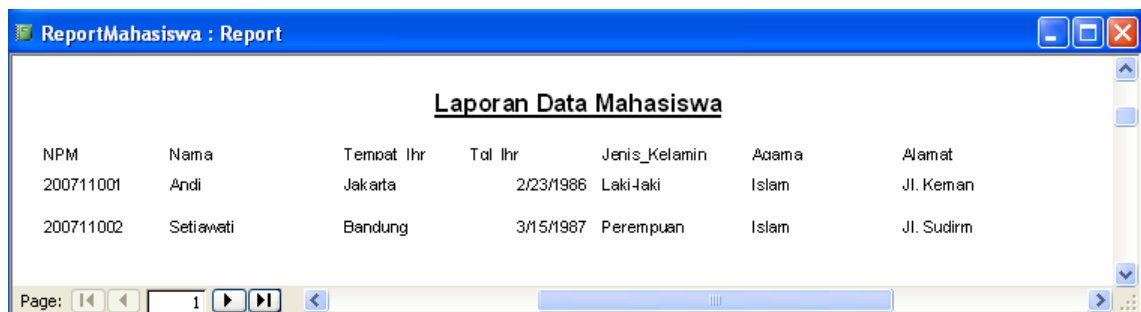 ReportMahasiswa : Report
Laporan Data Mahasiswa
NPM Nama Tempat lhr Tgl lhr Jenis_Kelamin Agama Alamat
200711001 Andi Jakarta 2/23/1986 Laki-laki Islam Jl. Keman
200711002 Setiawati Bandung 3/15/1987 Perempuan Islam Jl. Sudirm
Page: 1